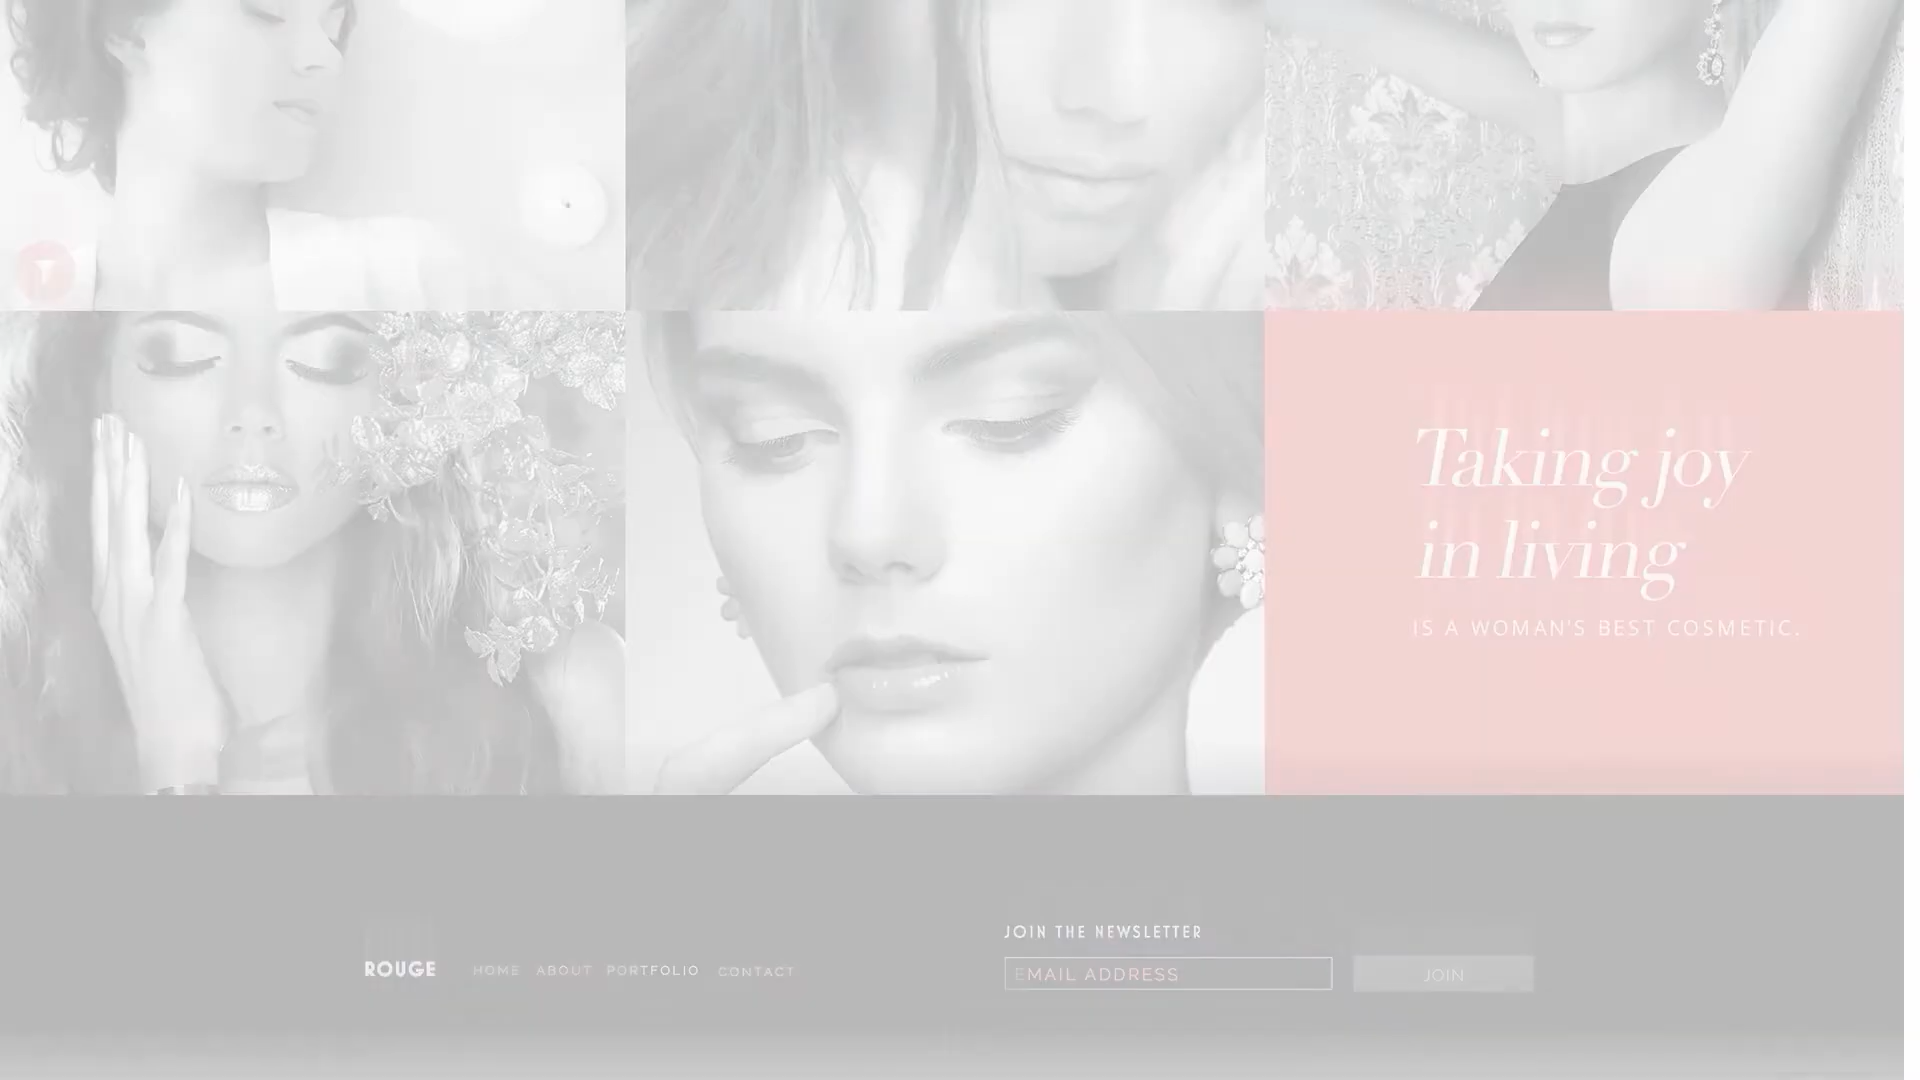 Taking joy
in living
IS A WOMAN'S BEST COSMETIC.
JOIN THE NEWSLETTER
ROUGE HOME ABOUT PORTFOLIO CONTACT
EMAIL ADDRESS JOIN